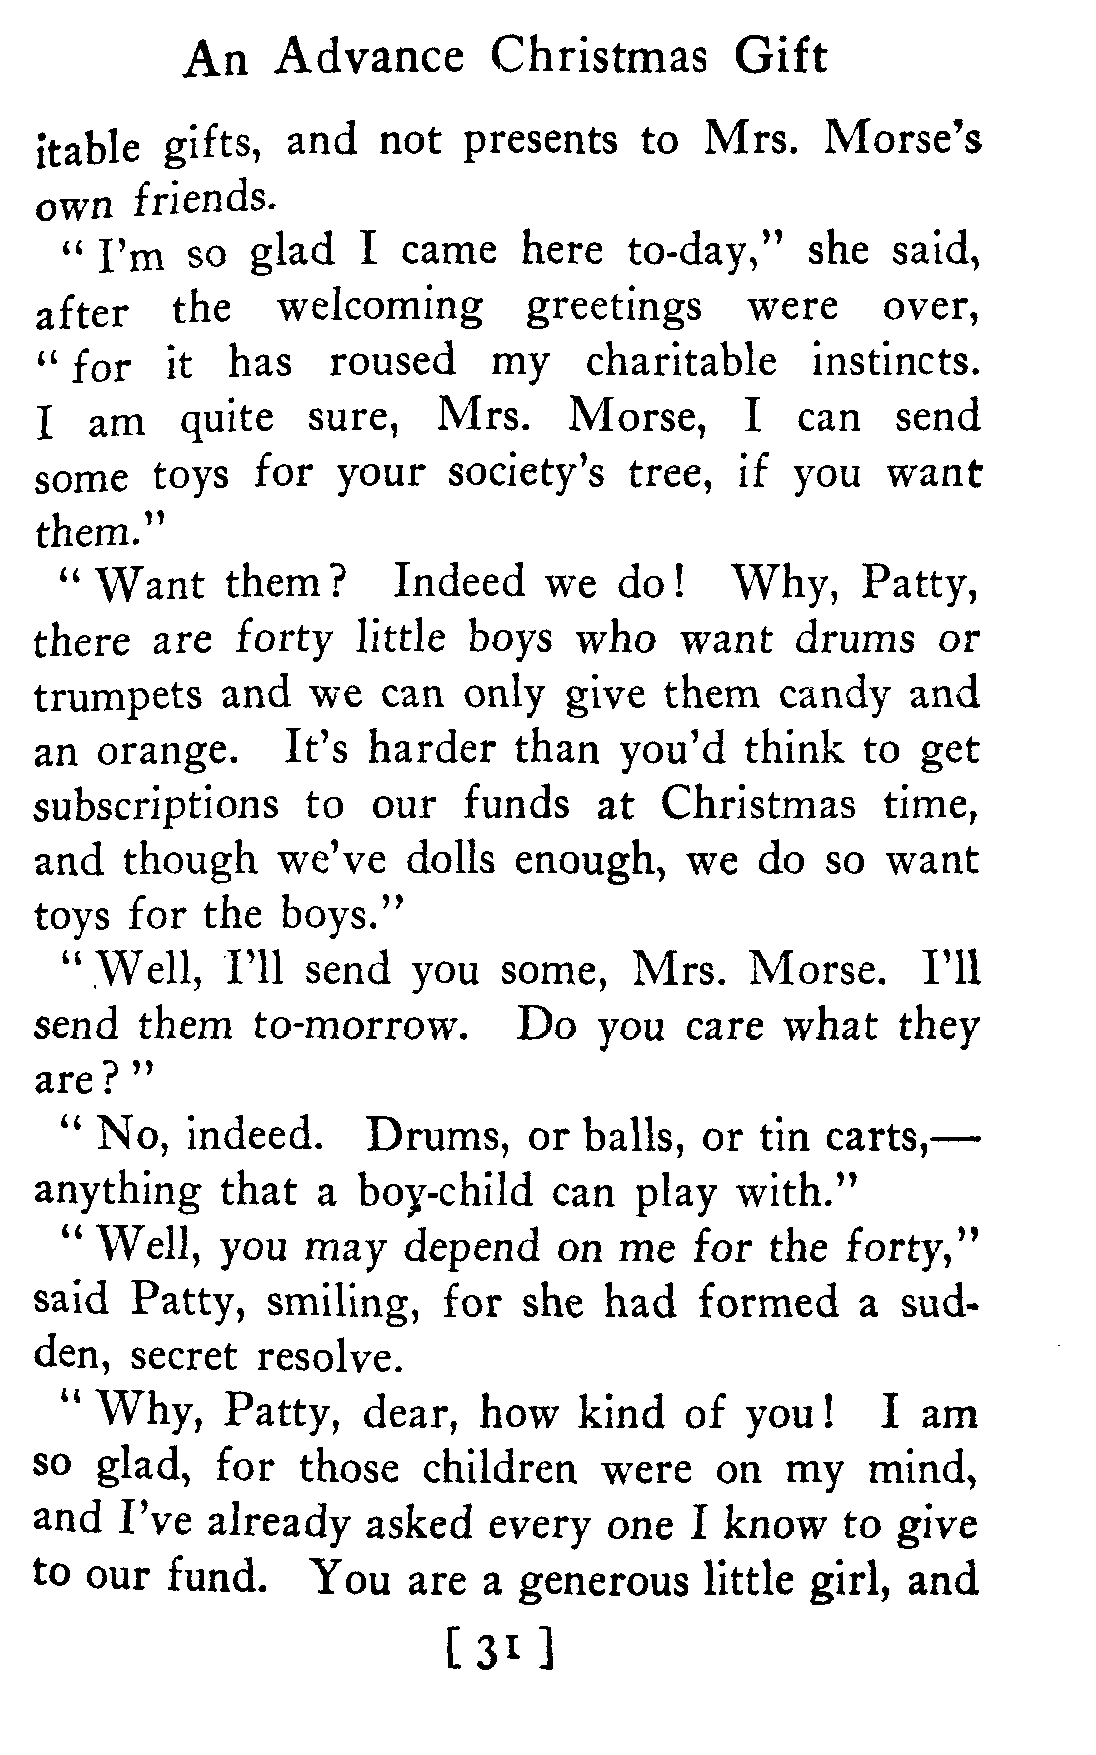 An Advance Christmas Gift
itable gifts, and not presents to Mrs. Morse's
own friends.
" I'm so glad I came here to-day," she said,
after the welcoming greetings were over,
" for it has roused my charitable instincts.
I am quite sure, Mrs. Morse, I can send
some toys for your society's tree, if you want
them."
" Want them? Indeed we do! Why, Patty,
there are forty little boys who want drums or
trumpets and we can only give them candy and
an orange. It's harder than you'd think to get
subscriptions to our funds at Christmas time,
and though we've dolls enough, we do so want
toys for the boys."
" Well, I'll send you some, Mrs. Morse. I'll
send them to-morrow. Do you care what they
are? "
" No, indeed. Drums, or balls, or tin carts,—
anything that a boy-child can play with."
" Well, you may depend on me for the forty,"
said Patty, smiling, for she had formed a sud-
den, secret resolve.
" Why, Patty, dear, how kind of you! I am
so glad, for those children were on my mind,
and I've already asked every one I know to give
to our fund. You are a generous little girl, and
[ 31 ]